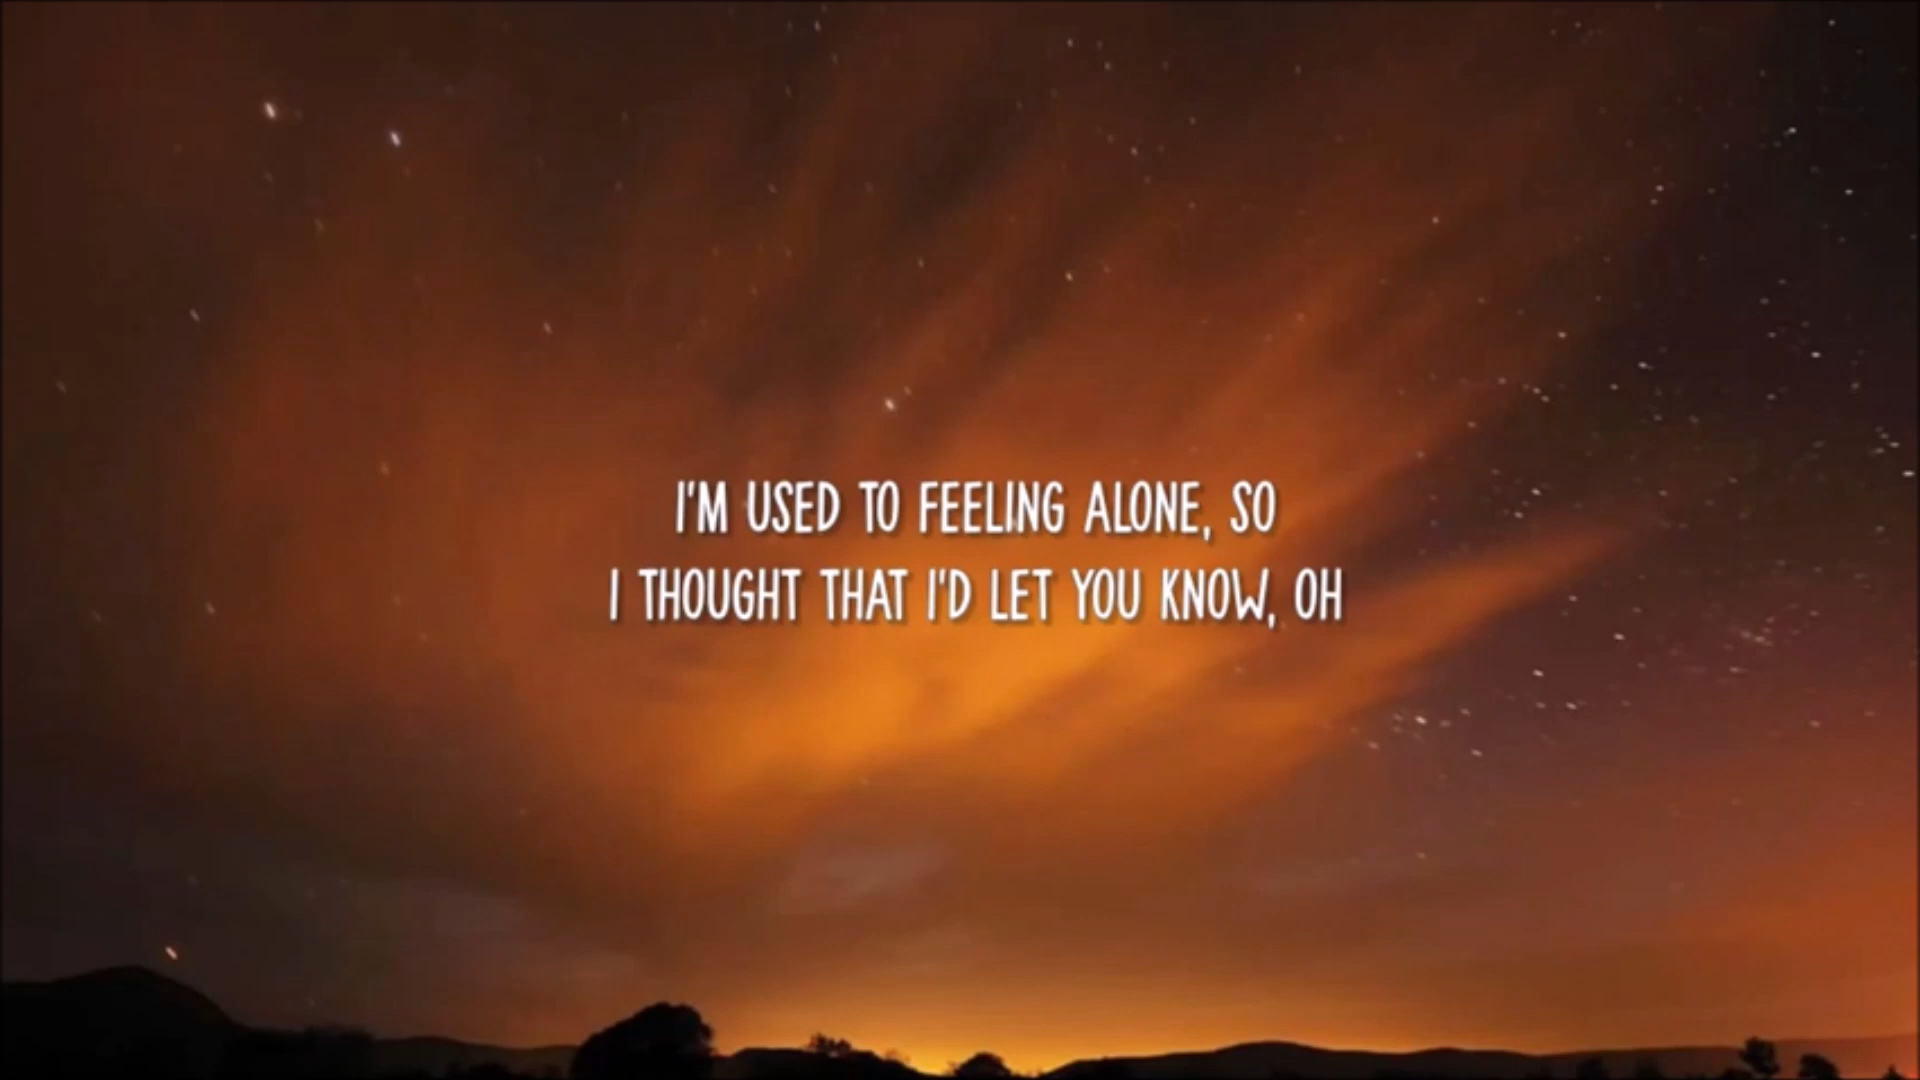 I'M USED TO FEELING ALONE, SO
I THOUGHT THAT I'D LET YOU KNOW, OH